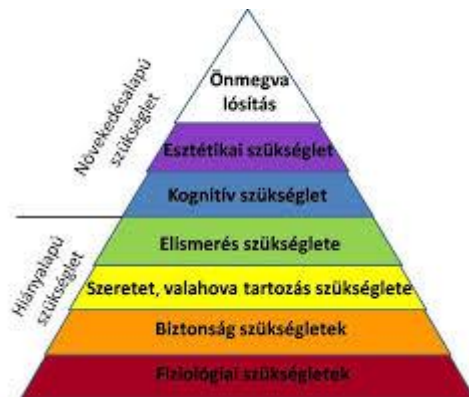 Önmegva
lósítás
Esztétikai szükséglet
Kognitív szükséglet
Elismerés szükséglete
Szeretet, valahova tartozás szükséglete
Biztonság szükségletek
Fiziológiai szükségletek
Növekedésalapú
szükséglet
Hiányalapú
szükséglet